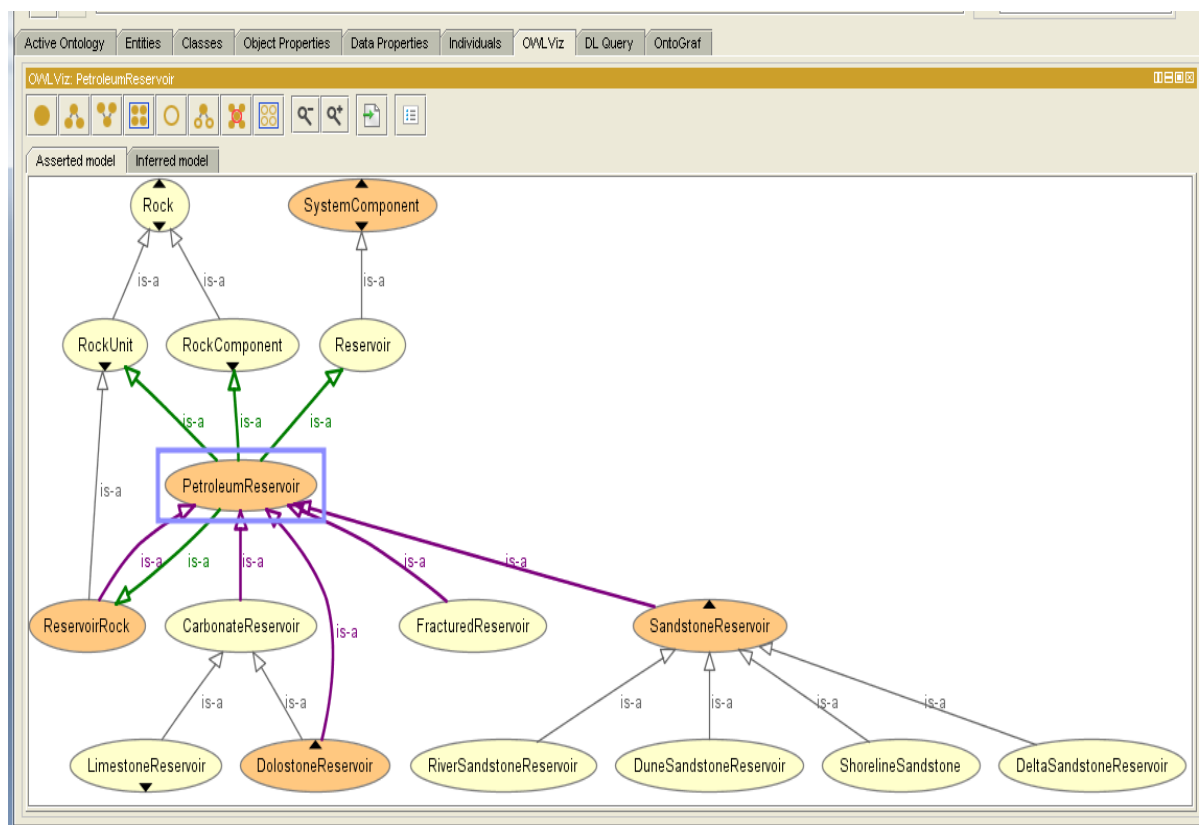 Active Ontology Entities Classes Object Properties Data Properties Individuals OWLViz DL Query OntoGraf
OWLViz: PetroleumReservoir
Asserted model Inferred model
Rock SystemComponent
is-a is-a is-a
RockUnit RockComponent Reservoir
is-a is-a is-a
PetroleumReservoir
is-a
is-a is-a is-a is-a is-a
ReservoirRock CarbonateReservoir FracturedReservoir SandstoneReservoir
is-a
is-a is-a is-a is-a is-a is-a
LimestoneReservoir DolostoneReservoir RiverSandstoneReservoir DuneSandstoneReservoir ShorelineSandstone DeltaSandstoneReservoir